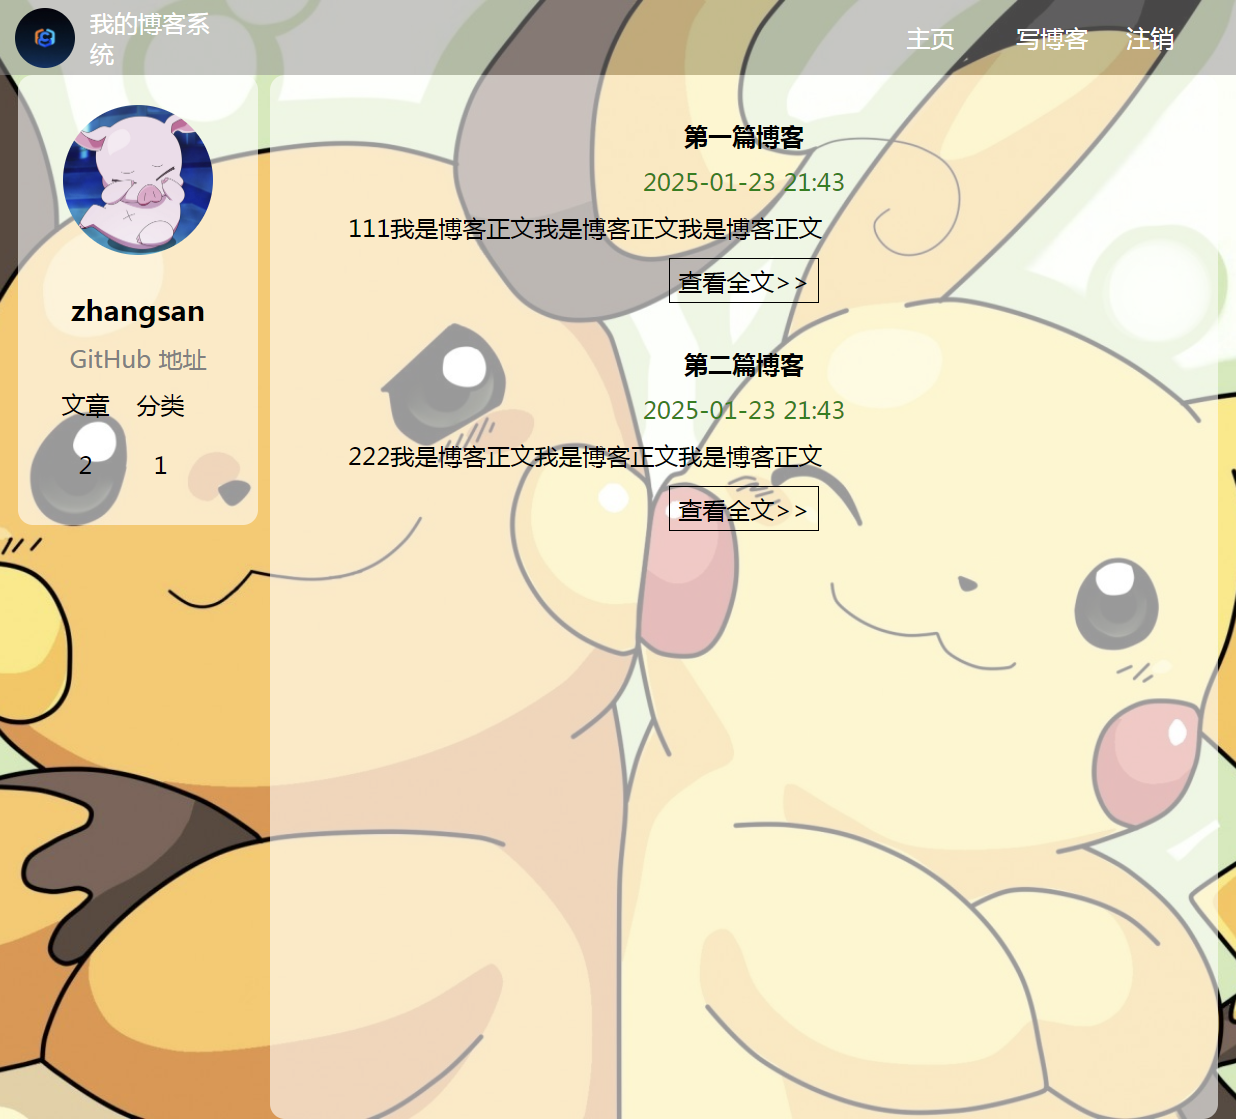 我的博客系
统
主页
写博客
注销
zhangsan
GitHub 地址
文章
分类
2
1
第一篇博客
2025-01-23 21:43
111我是博客正文我是博客正文我是博客正文
查看全文>>
第二篇博客
2025-01-23 21:43
222我是博客正文我是博客正文我是博客正文
查看全文>>